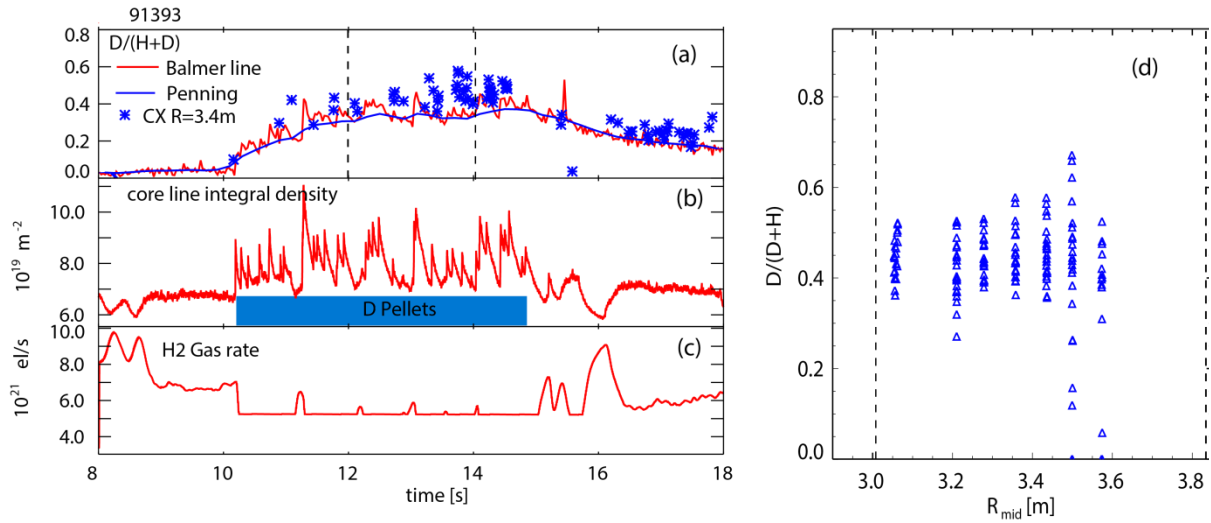 91393
D/(H+D)
Balmer line
Penning
CX R=3.4m
(a)
0.8
0.6
0.4
0.2
0.0
core line integral density
(b)
10.0
8.0
6.0
10^19 m^-2
D Pellets
H2 Gas rate
(c)
10.0
8.0
6.0
4.0
10^21 el/s
8
10
12
14
16
18
time [s]
(d)
0.8
0.6
0.4
0.2
0.0
D/(D+H)
3.0
3.2
3.4
3.6
3.8
R_mid [m]